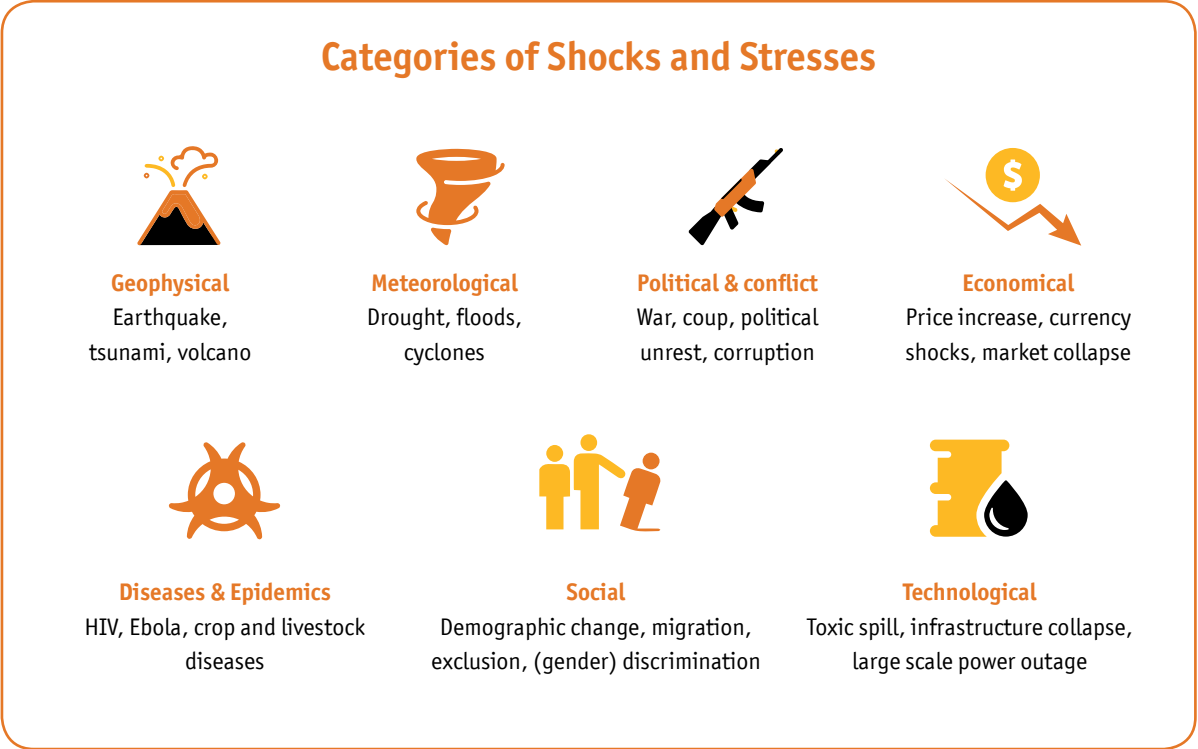 Categories of Shocks and Stresses
$
Geophysical
Earthquake,
tsunami, volcano
Meteorological
Drought, floods,
cyclones
Political & conflict
War, coup, political
unrest, corruption
Economical
Price increase, currency
shocks, market collapse
Diseases & Epidemics
HIV, Ebola, crop and livestock
diseases
Social
Demographic change, migration,
exclusion, (gender) discrimination
Technological
Toxic spill, infrastructure collapse,
large scale power outage